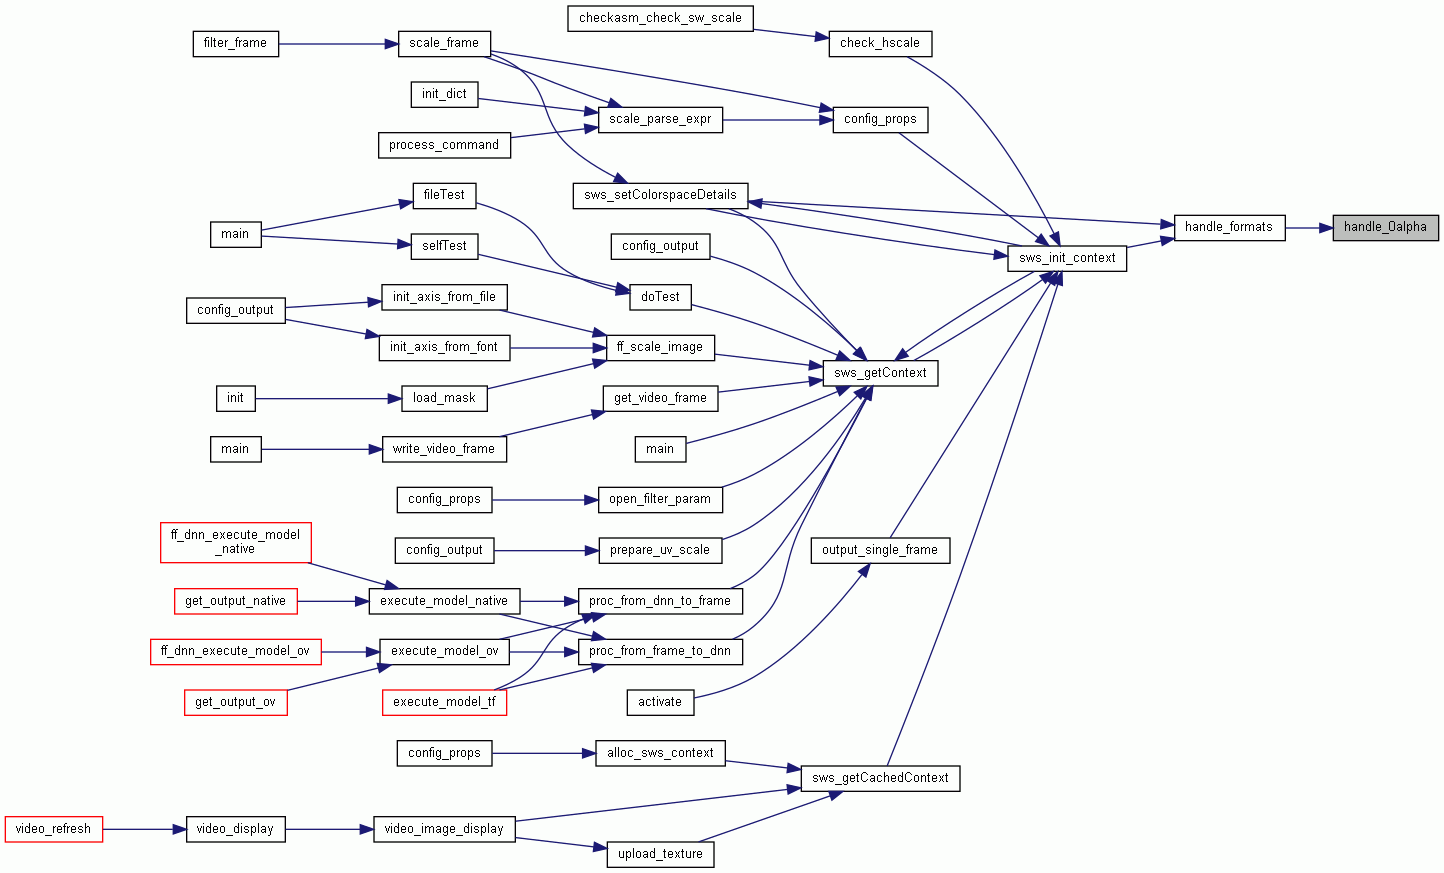 checkasm_check_sw_scale
filter_frame
scale_frame
check_hscale
init_dict
scale_parse_expr
config_props
process_command
fileTest
sws_setColorspaceDetails
main
selfTest
config_output
handle_formats
handle_0alpha
sws_init_context
config_output
init_axis_from_file
doTest
init_axis_from_font
ff_scale_image
sws_getContext
init
load_mask
get_video_frame
main
write_video_frame
main
config_props
open_filter_param
ff_dnn_execute_model
_native
config_output
prepare_uv_scale
output_single_frame
get_output_native
execute_model_native
proc_from_dnn_to_frame
ff_dnn_execute_model_ov
execute_model_ov
proc_from_frame_to_dnn
get_output_ov
execute_model_tf
activate
config_props
alloc_sws_context
sws_getCachedContext
video_refresh
video_display
video_image_display
upload_texture